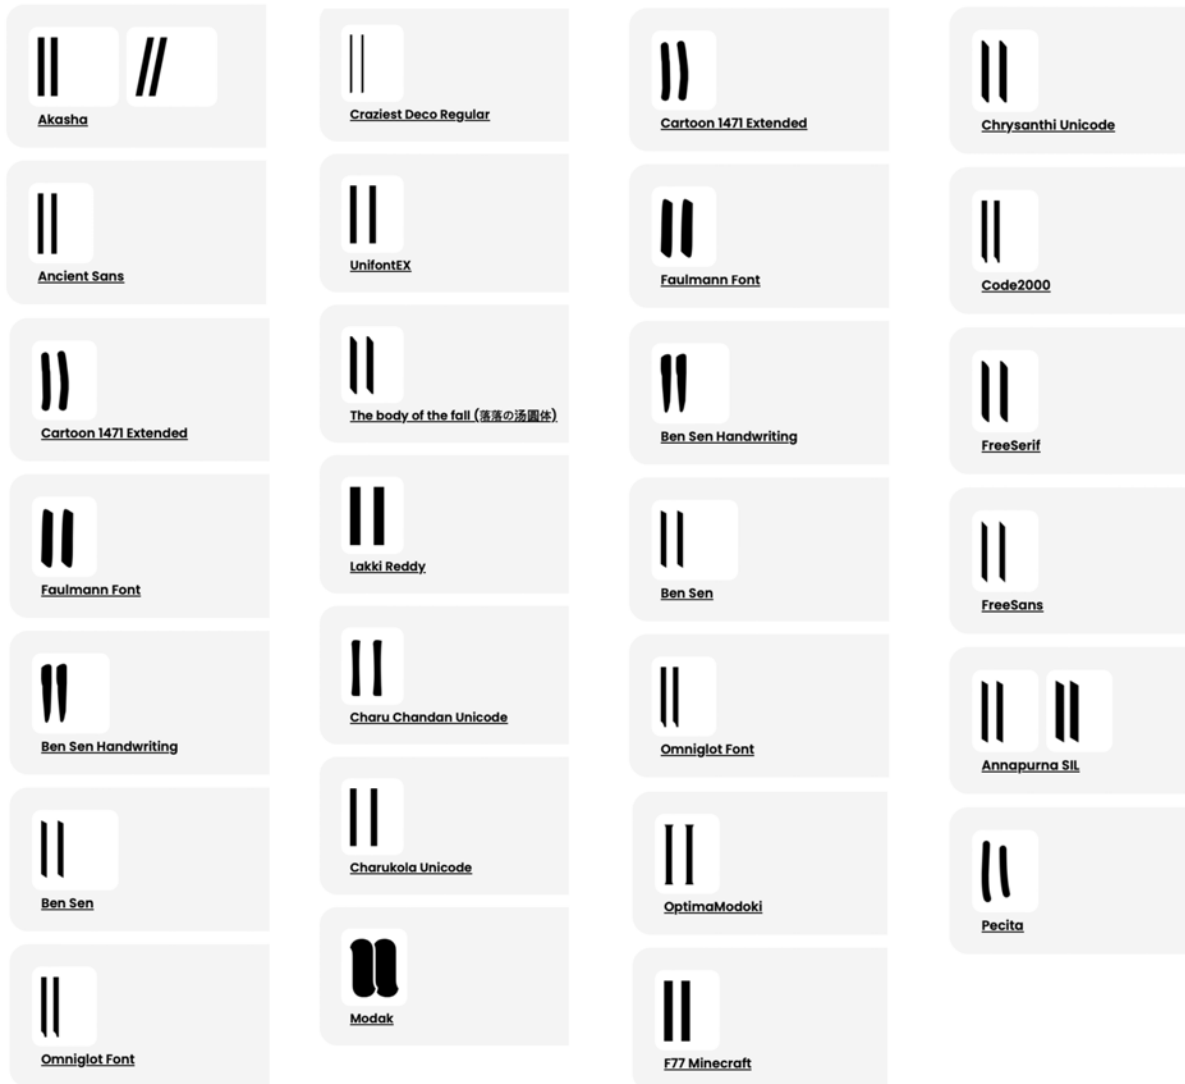 ॥ ॥
Akasha
॥
Ancient Sans
॥
Cartoon 1471 Extended
॥
Faulmann Font
॥
Ben Sen Handwriting
॥
Ben Sen
॥
Omniglot Font
॥
Craziest Deco Regular
॥
UnifontEX
॥
The body of the fall (落落の汤圆体)
॥
Lakki Reddy
॥
Charu Chandan Unicode
॥
Charukola Unicode
॥
Modak
॥
Cartoon 1471 Extended
॥
Faulmann Font
॥
Ben Sen Handwriting
॥
Ben Sen
॥
Omniglot Font
॥
OptimaModoki
॥
F77 Minecraft
॥
Chrysanthi Unicode
॥
Code2000
॥
FreeSerif
॥
FreeSans
॥ ॥
Annapurna SIL
॥
Pecita